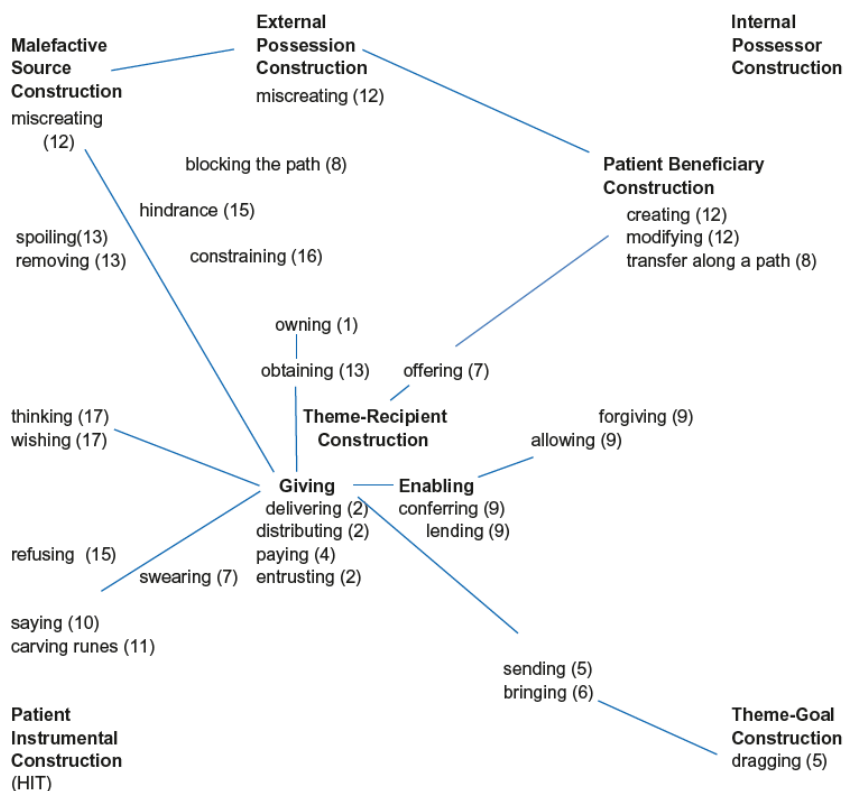 External
Possession
Construction
miscreating (12)
Internal
Possessor
Construction
Malefactive
Source
Construction
miscreating
(12)
blocking the path (8)
Patient Beneficiary
Construction
creating (12)
modifying (12)
transfer along a path (8)
hindrance (15)
spoiling(13)
removing (13)
constraining (16)
owning (1)
obtaining (13)
offering (7)
thinking (17)
wishing (17)
Theme-Recipient
Construction
forgiving (9)
allowing (9)
Giving
delivering (2)
distributing (2)
paying (4)
entrusting (2)
Enabling
conferring (9)
lending (9)
refusing (15)
swearing (7)
saying (10)
carving runes (11)
sending (5)
bringing (6)
Patient
Instrumental
Construction
(HIT)
Theme-Goal
Construction
dragging (5)